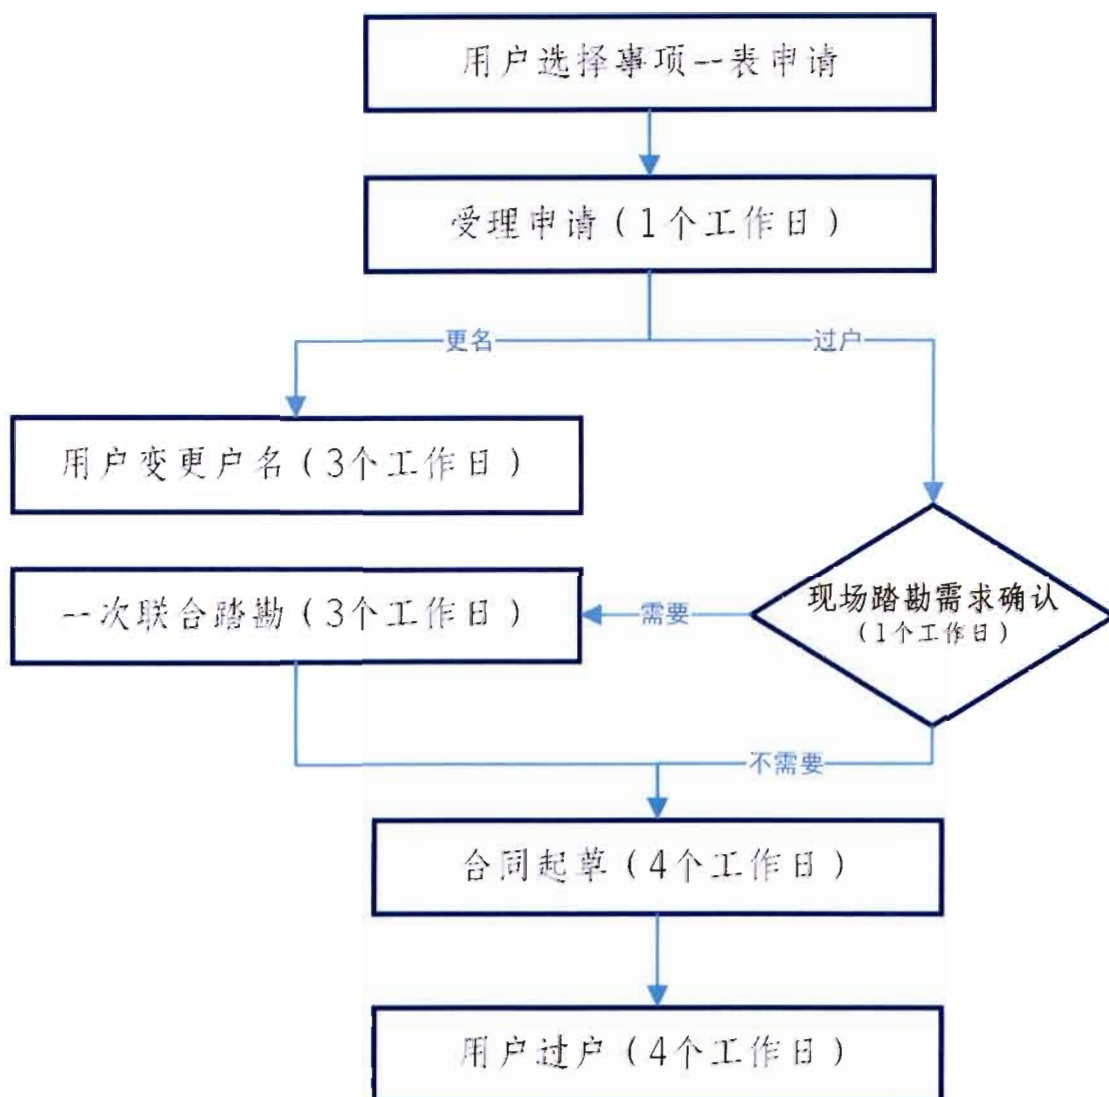 用户选择事项一表申请
受理申请(1个工作日)
更名
过户
用户变更户名(3个工作日)
现场踏勘需求确认
(1个工作日)
一次联合踏勘(3个工作日)
需要
不需要
合同起草(4个工作日)
用户过户(4个工作日)